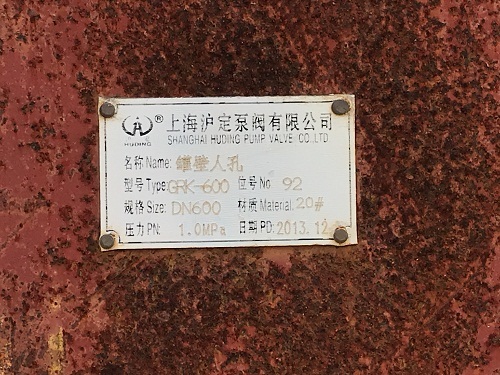 HUDING
® 上海沪定泵阀有限公司
SHANGHAI HUDING PUMP VALVE CO.LTD
名称Name: 罐壁人孔
型号Type: GRK-600 位号No 92
规格Size: DN600 材质Material: 20#
压力PN: 1.0MPa 日期PD: 2013.12